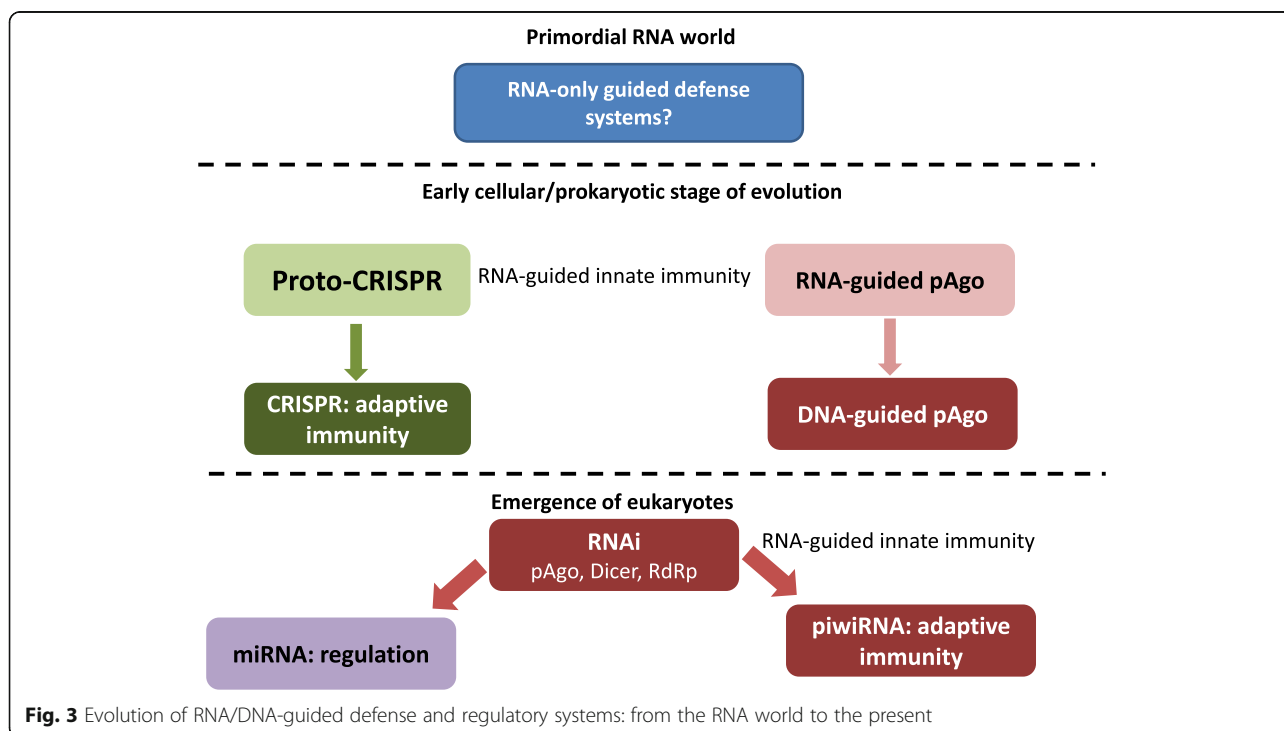 Primordial RNA world
RNA-only guided defense
systems?
Early cellular/prokaryotic stage of evolution
Proto-CRISPR
RNA-guided innate immunity
RNA-guided pAgo
CRISPR: adaptive
immunity
DNA-guided pAgo
Emergence of eukaryotes
RNAi
pAgo, Dicer, RdRp
RNA-guided innate immunity
miRNA: regulation
piwiRNA: adaptive
immunity
Fig. 3 Evolution of RNA/DNA-guided defense and regulatory systems: from the RNA world to the present